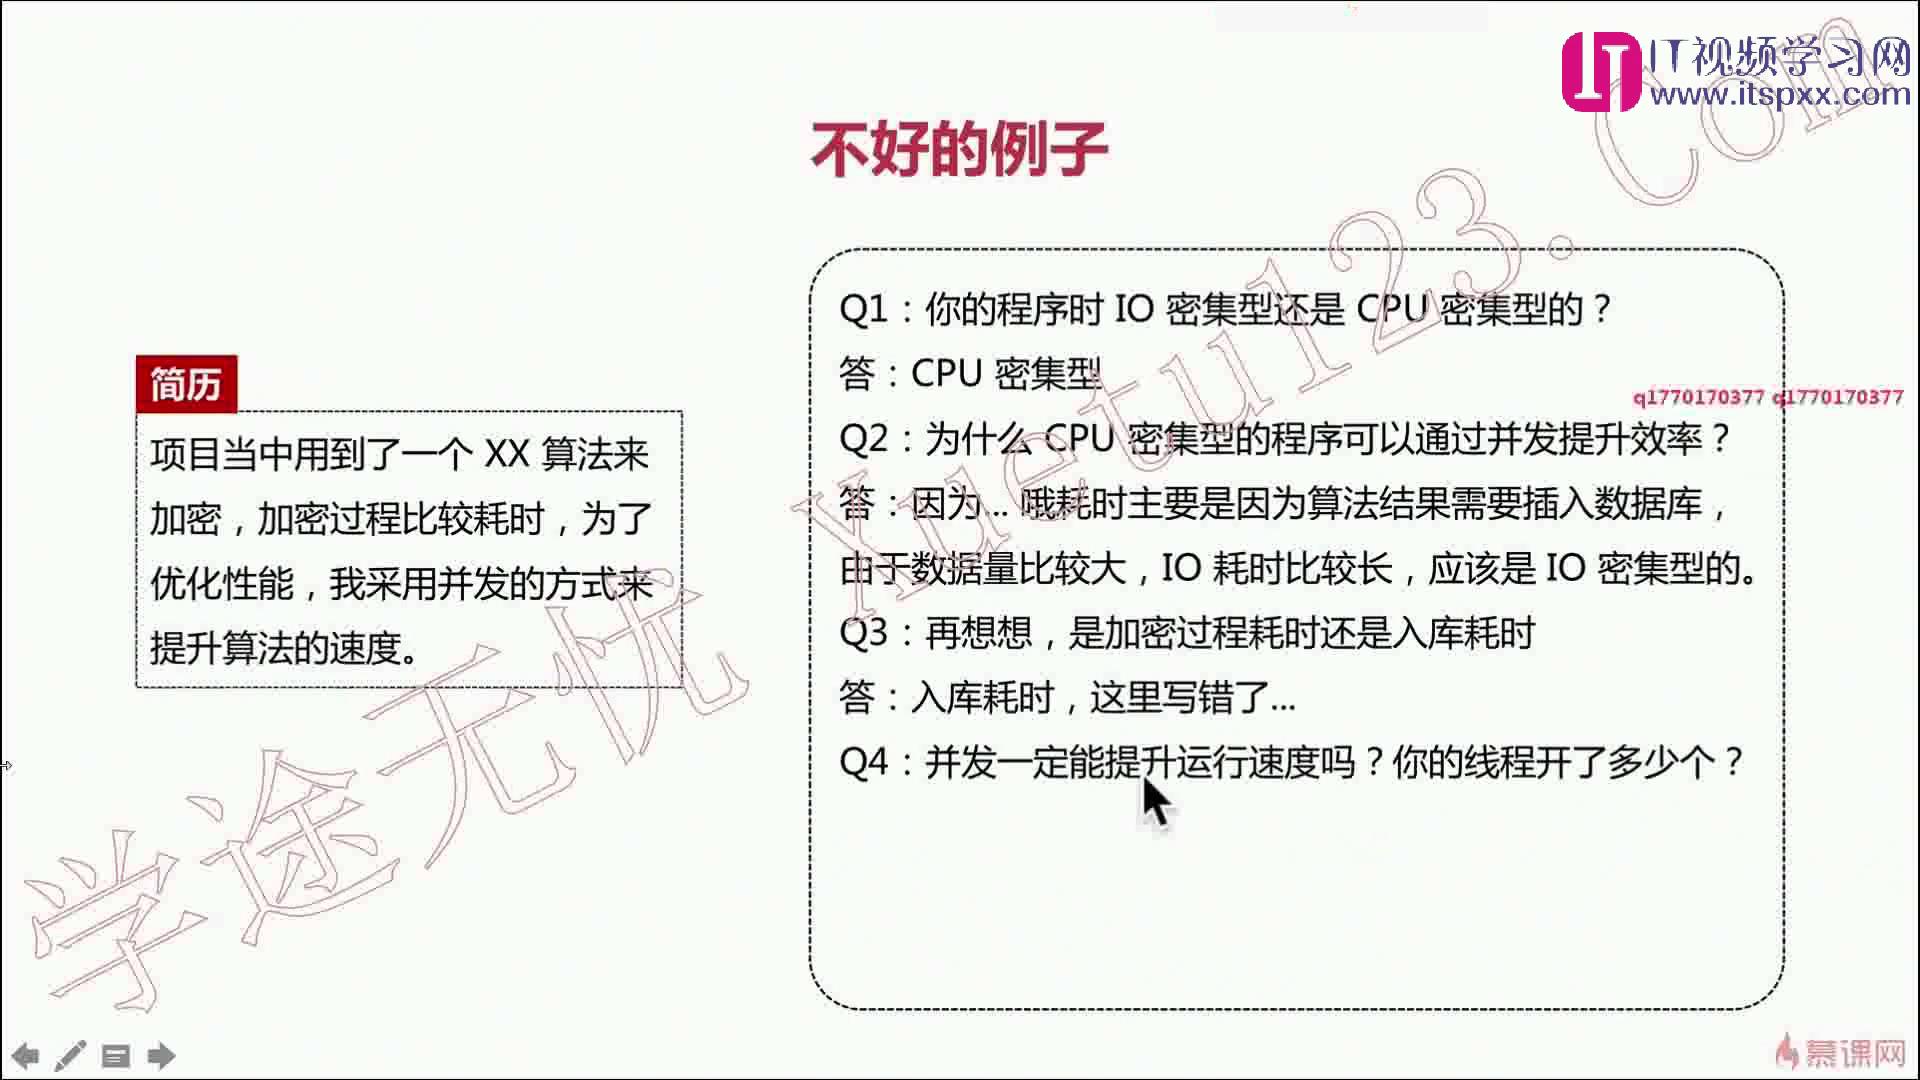 IT视频学习网
www.itspxx.com
不好的例子
简历
项目当中用到了一个 XX 算法来
加密，加密过程比较耗时，为了
优化性能，我采用并发的方式来
提升算法的速度。
Q1：你的程序时 IO 密集型还是 CPU 密集型的？
答：CPU 密集型
q1770170377 q1770170377
Q2：为什么 CPU 密集型的程序可以通过并发提升效率？
答：因为... 哦耗时主要是因为算法结果需要插入数据库，
由于数据量比较大，IO 耗时比较长，应该是 IO 密集型的。
Q3：再想想，是加密过程耗时还是入库耗时
答：入库耗时，这里写错了...
Q4：并发一定能提升运行速度吗？你的线程开了多少个？
学途无忧 Xuetu123.Com
慕课网